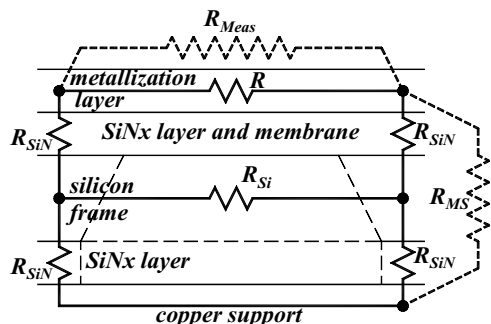 R_Meas
metallization
layer
R
R_SiN
SiNx layer and membrane
R_SiN
silicon
frame
R_Si
R_MS
R_SiN
SiNx layer
R_SiN
copper support